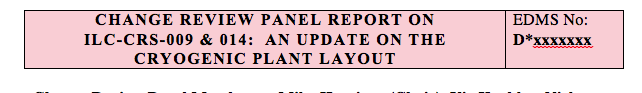 CHANGE REVIEW PANEL REPORT ON
ILC-CRS-009 & 014: AN UPDATE ON THE
CRYOGENIC PLANT LAYOUT
EDMS No:
D*xxxxxxx